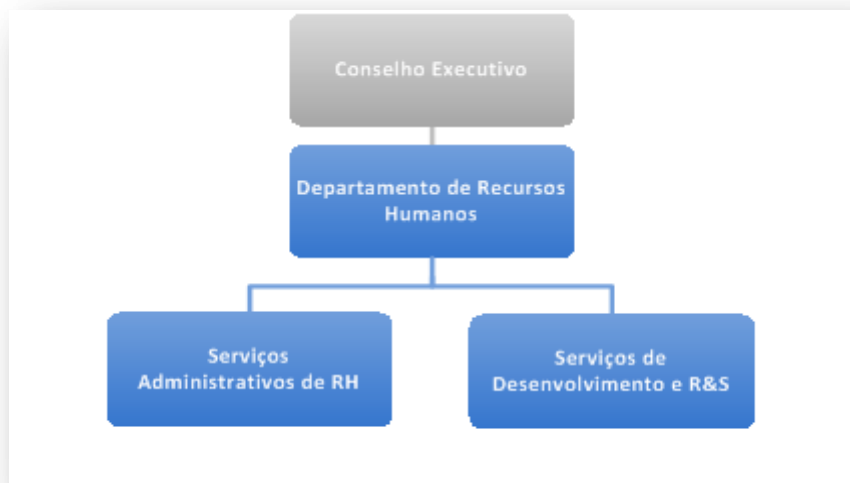 Conselho Executivo
Departamento de Recursos
Humanos
Serviços
Administrativos de RH
Serviços de
Desenvolvimento e R&S